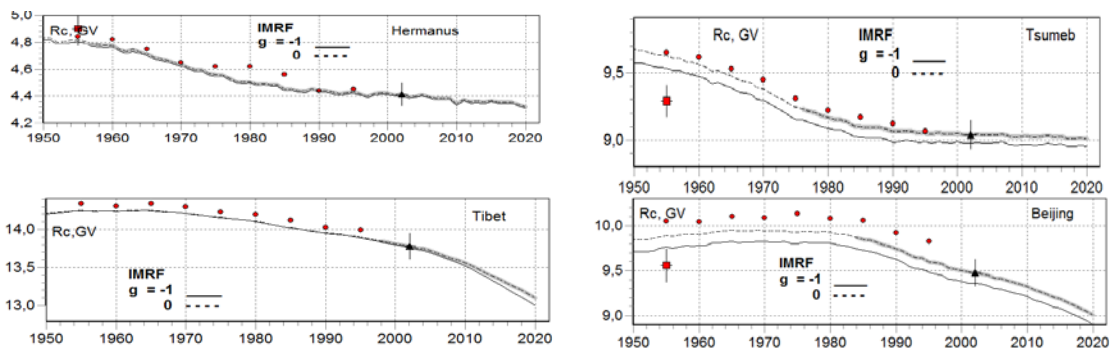 5,0
Rc, GV
IMRF
g = -1
0
Hermanus
4,8
4,6
4,4
4,2
1950 1960 1970 1980 1990 2000 2010 2020
Rc, GV
IMRF
g = -1
0
Tsumeb
9,5
9,0
1950 1960 1970 1980 1990 2000 2010 2020
14,0
Rc,GV
Tibet
13,5
IMRF
g = -1
0
13,0
1950 1960 1970 1980 1990 2000 2010 2020
Rc, GV
Beijing
10,0
9,5
IMRF
g = -1
0
9,0
1950 1960 1970 1980 1990 2000 2010 2020